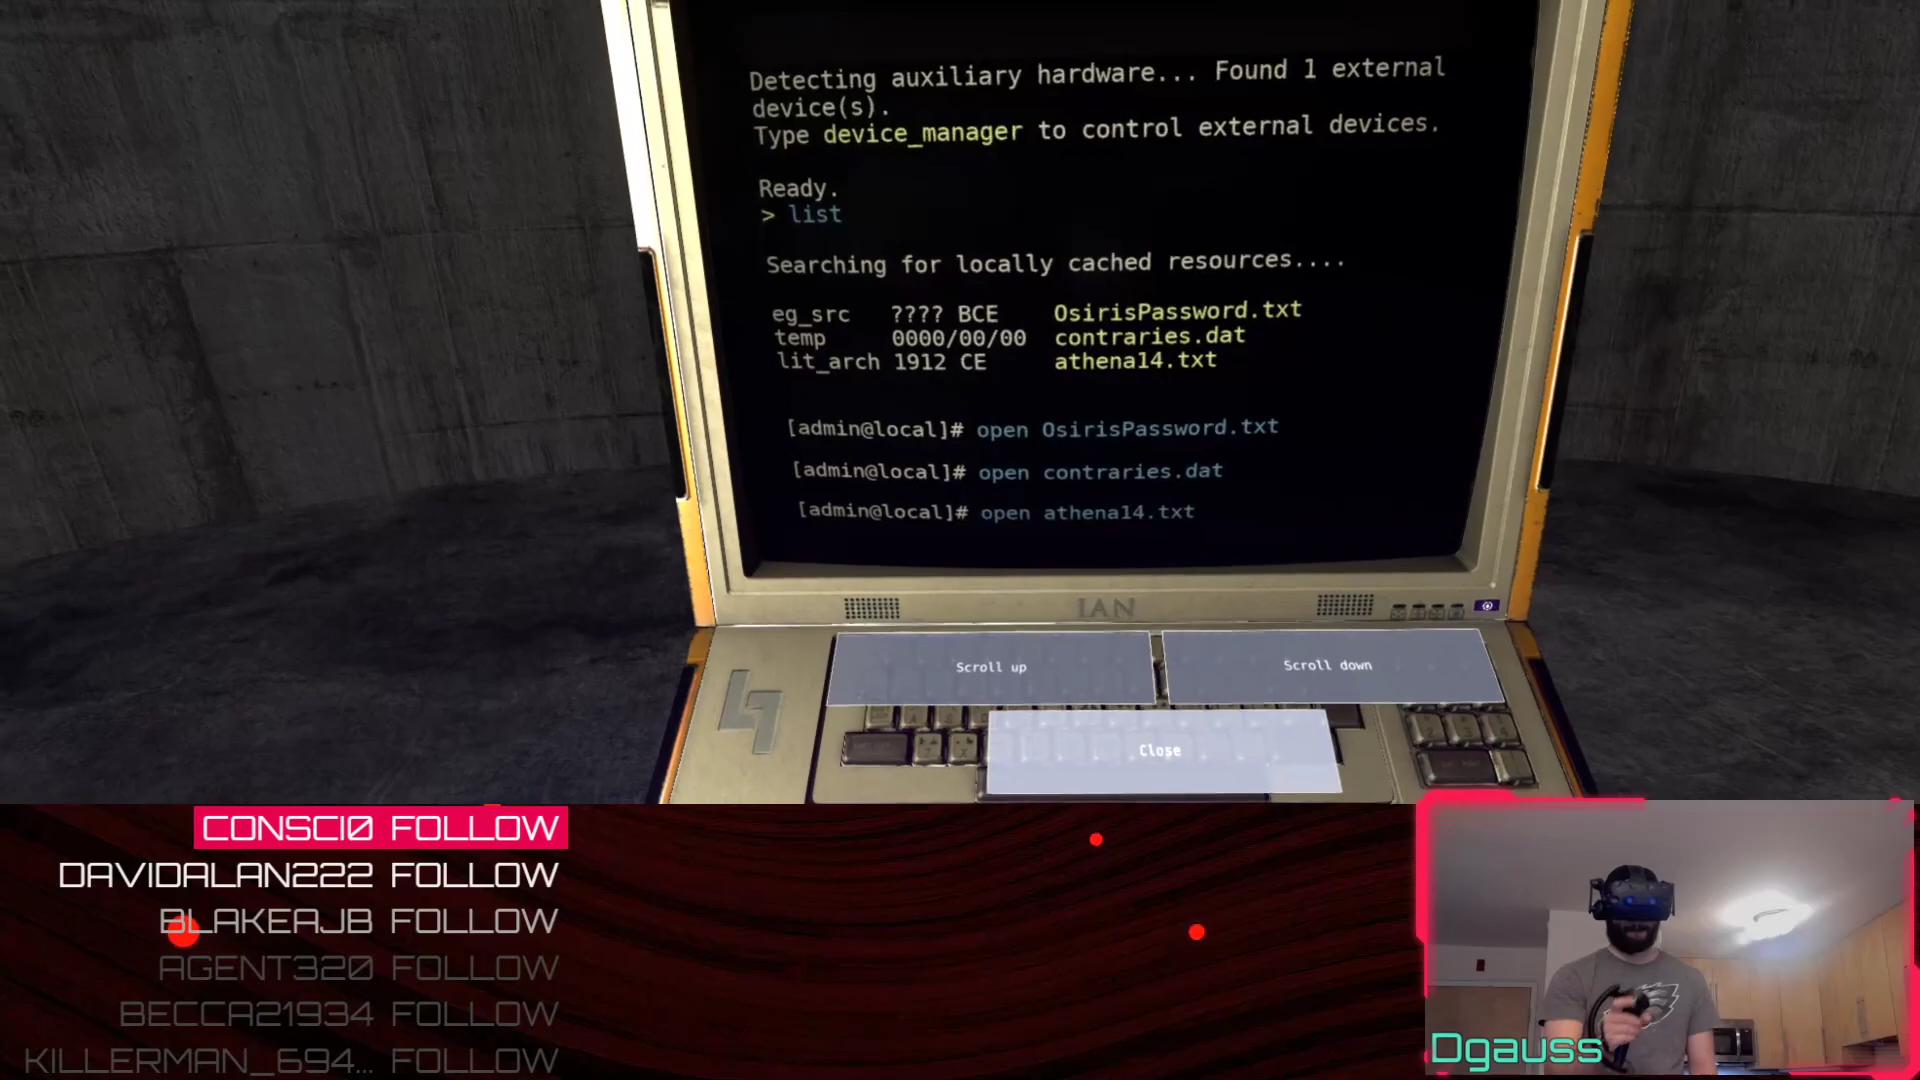 Detecting auxiliary hardware... Found 1 external
device(s).
Type device_manager to control external devices.
Ready.
> list
Searching for locally cached resources....
eg_src ???? BCE OsirisPassword.txt
temp 0000/00/00 contraries.dat
lit_arch 1912 CE athena14.txt
[admin@local]# open OsirisPassword.txt
[admin@local]# open contraries.dat
[admin@local]# open athena14.txt
IAN
Scroll up
Scroll down
Close
CONSCI0 FOLLOW
DAVIDALAN222 FOLLOW
BLAKEAJB FOLLOW
AGENT320 FOLLOW
BECCA21934 FOLLOW
KILLERMAN_694... FOLLOW
Dgauss